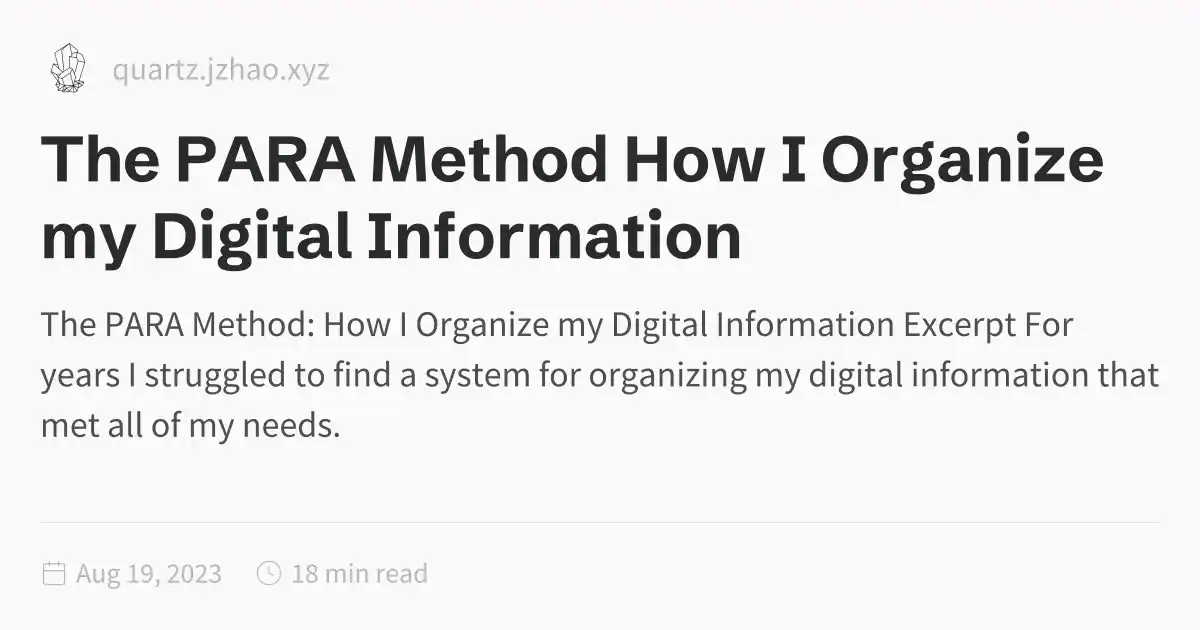 quartz.jzhao.xyz
The PARA Method How I Organize
my Digital Information
The PARA Method: How I Organize my Digital Information Excerpt For
years I struggled to find a system for organizing my digital information that
met all of my needs.
Aug 19, 2023 18 min read